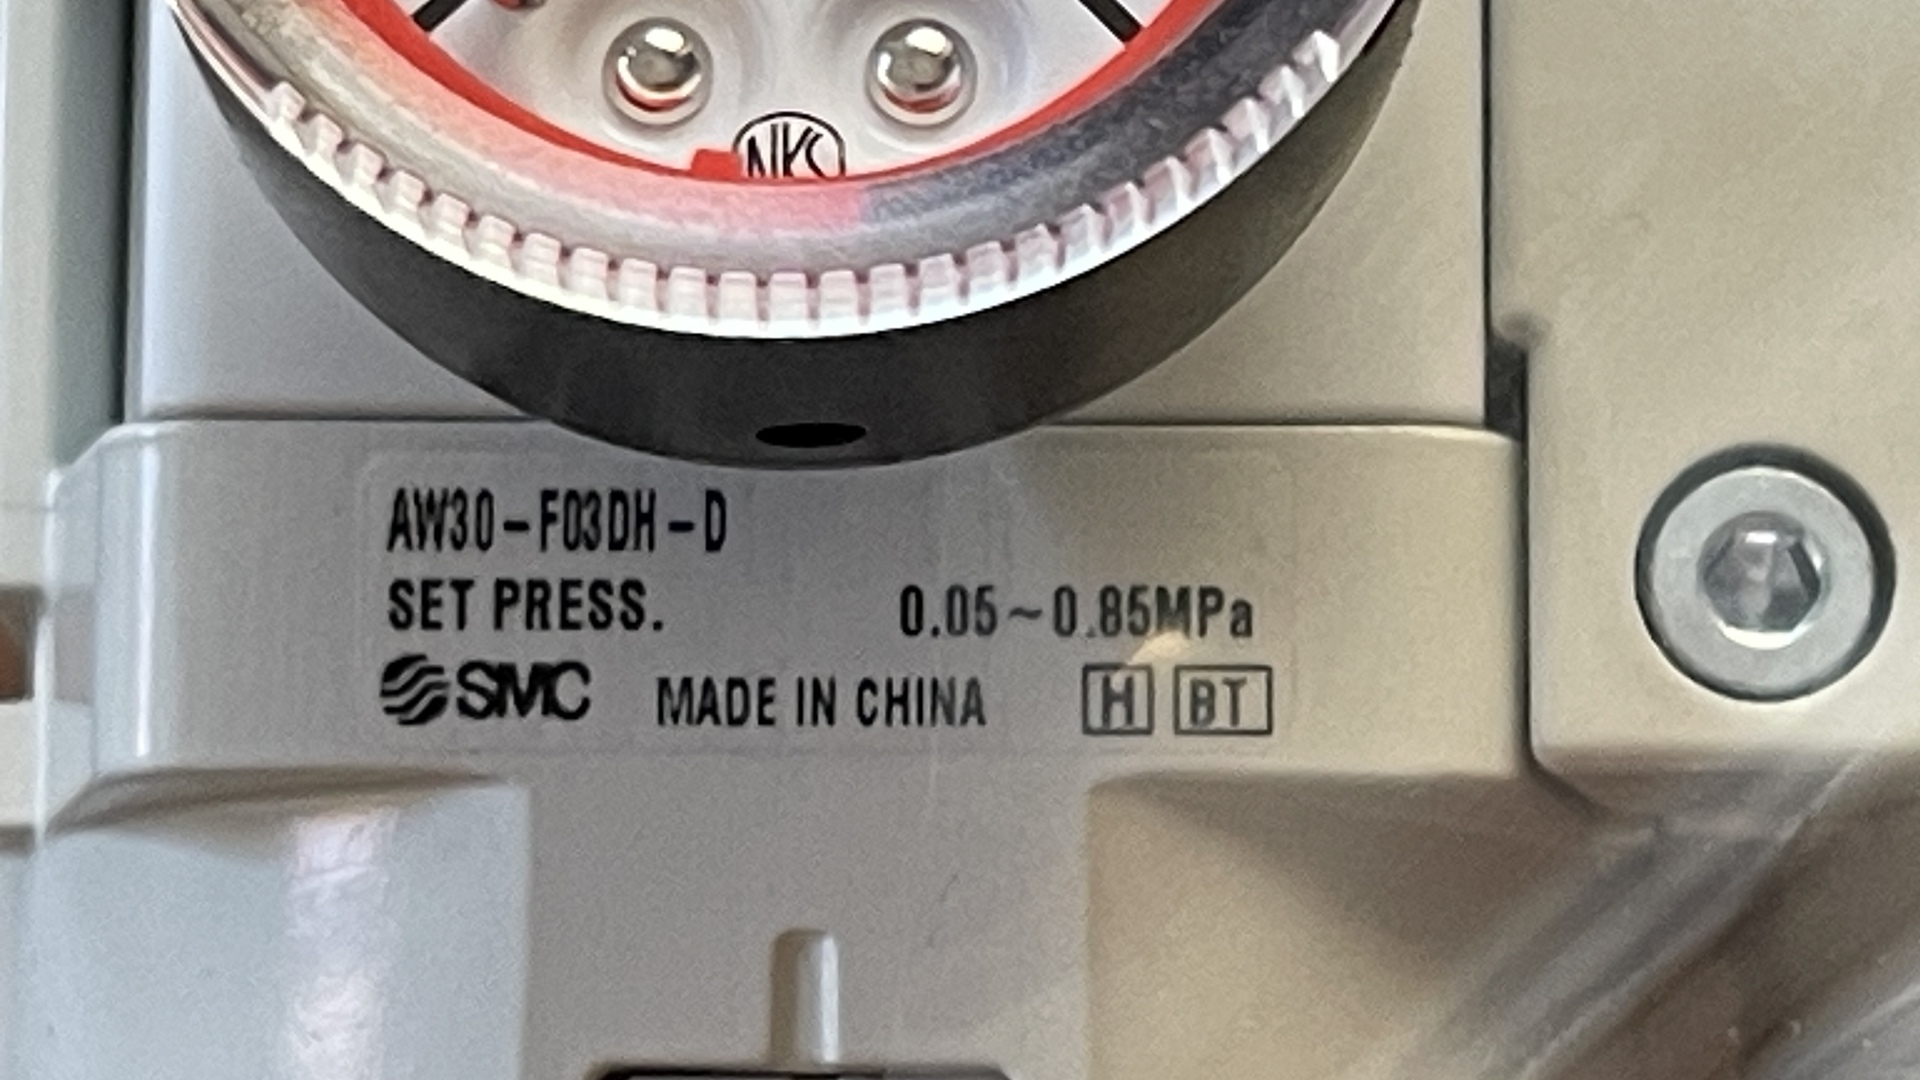 NKS
AW30-F03DH-D
SET PRESS. 0.05~0.85MPa
SMC MADE IN CHINA H BT